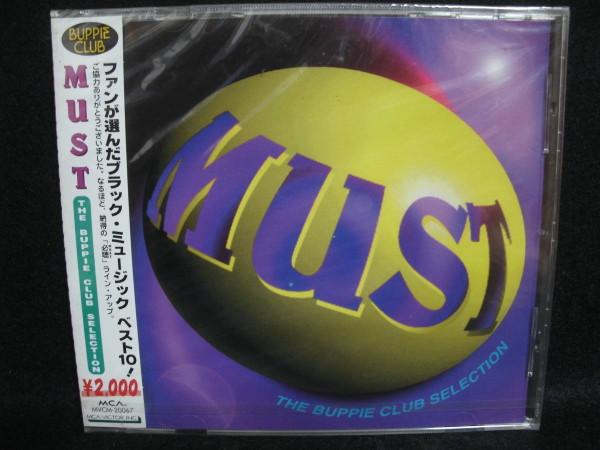 BUPPIE
CLUB
MUST
THE BUPPIE CLUB SELECTION
ファンが選んだブラック・ミュージック ベスト10!
ご協力ありがとうございました。なるほど、納得の「必聴」ライン・アップ。
¥2,000
MCA
MVCM-20067
MCA VICTOR INC.
MUST
THE BUPPIE CLUB SELECTION